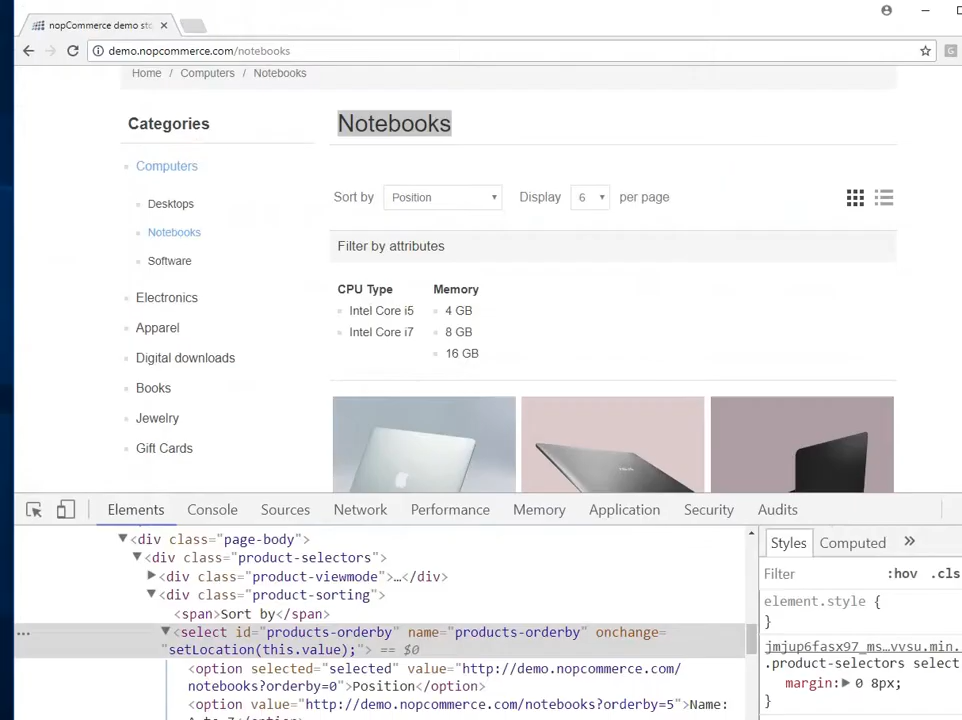 nopCommerce demo sto
demo.nopcommerce.com/notebooks
Home / Computers / Notebooks
Categories
Computers
Desktops
Notebooks
Software
Electronics
Apparel
Digital downloads
Books
Jewelry
Gift Cards
Notebooks
Sort by Position Display 6 per page
Filter by attributes
CPU Type
Intel Core i5
Intel Core i7
Memory
4 GB
8 GB
16 GB
Elements Console Sources Network Performance Memory Application Security Audits
<div class="page-body">
<div class="product-selectors">
<div class="product-viewmode">…</div>
<div class="product-sorting">
<span>Sort by</span>
<select id="products-orderby" name="products-orderby" onchange=
"setLocation(this.value);"> == $0
<option selected="selected" value="http://demo.nopcommerce.com/
notebooks?orderby=0">Position</option>
<option value="http://demo.nopcommerce.com/notebooks?orderby=5">Name:
Styles Computed »
Filter :hov .cls
element.style {
}
jmjup6fasx97_ms…vvsu.min.
.product-selectors select
margin: 0 8px;
}